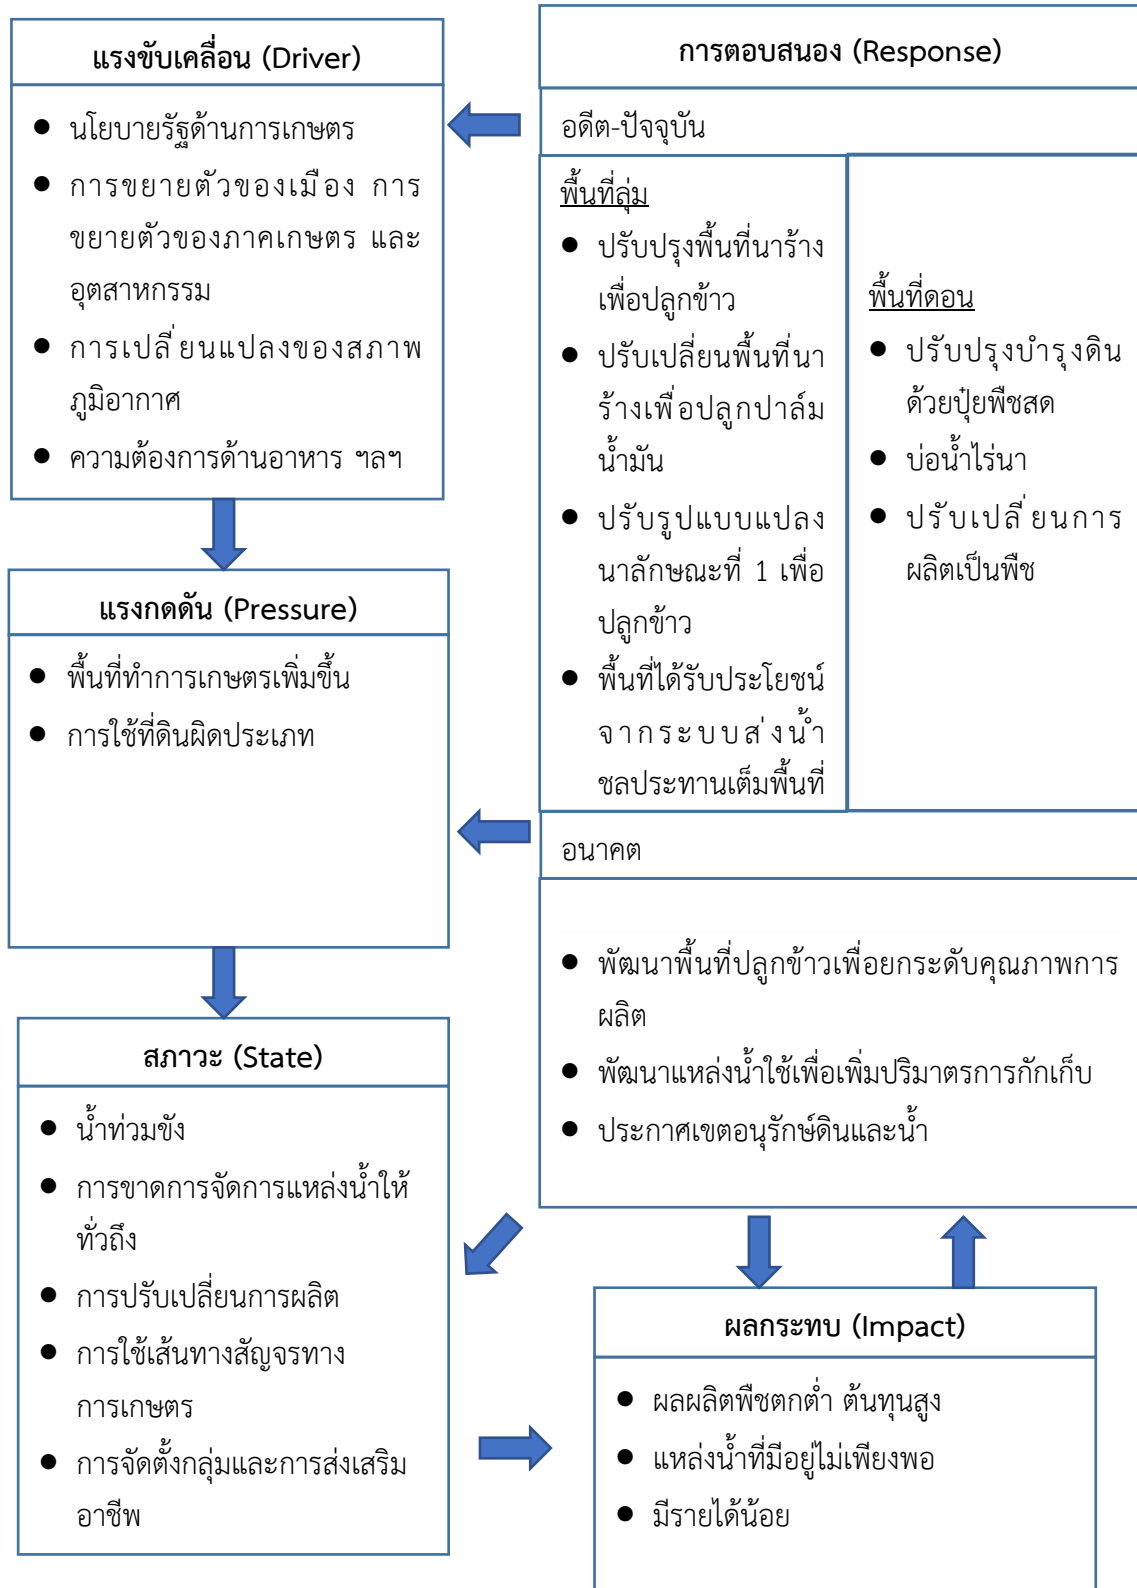 แรงขับเคลื่อน (Driver)
● นโยบายรัฐด้านการเกษตร
● การขยายตัวของเมือง การ
ขยายตัวของภาคเกษตร และ
อุตสาหกรรม
● การเปลี่ยนแปลงของสภาพ
ภูมิอากาศ
● ความต้องการด้านอาหาร ฯลฯ
แรงกดดัน (Pressure)
● พื้นที่ทำการเกษตรเพิ่มขึ้น
● การใช้ที่ดินผิดประเภท
สภาวะ (State)
● น้ำท่วมขัง
● การขาดการจัดการแหล่งน้ำให้
ทั่วถึง
● การปรับเปลี่ยนการผลิต
● การใช้เส้นทางสัญจรทาง
การเกษตร
● การจัดตั้งกลุ่มและการส่งเสริม
อาชีพ
การตอบสนอง (Response)
อดีต-ปัจจุบัน
พื้นที่ลุ่ม
● ปรับปรุงพื้นที่นาร้าง
เพื่อปลูกข้าว
● ปรับเปลี่ยนพื้นที่นา
ร้างเพื่อปลูกปาล์ม
น้ำมัน
● ปรับรูปแบบแปลง
นาลักษณะที่ 1 เพื่อ
ปลูกข้าว
● พื้นที่ได้รับประโยชน์
จากระบบส่งน้ำ
ชลประทานเต็มพื้นที่
พื้นที่ดอน
● ปรับปรุงบำรุงดิน
ด้วยปุ๋ยพืชสด
● บ่อน้ำไร่นา
● ปรับเปลี่ยนการ
ผลิตเป็นพืช
อนาคต
● พัฒนาพื้นที่ปลูกข้าวเพื่อยกระดับคุณภาพการ
ผลิต
● พัฒนาแหล่งน้ำใช้เพื่อเพิ่มปริมาตรการกักเก็บ
● ประกาศเขตอนุรักษ์ดินและน้ำ
ผลกระทบ (Impact)
● ผลผลิตพืชตกต่ำ ต้นทุนสูง
● แหล่งน้ำที่มีอยู่ไม่เพียงพอ
● มีรายได้น้อย